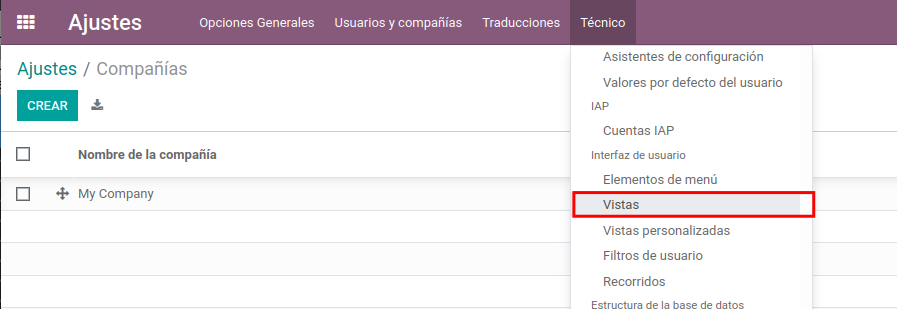 Ajustes Opciones Generales Usuarios y compañías Traducciones Técnico
Ajustes / Compañías
CREAR
Nombre de la compañía
My Company
Asistentes de configuración
Valores por defecto del usuario
IAP
Cuentas IAP
Interfaz de usuario
Elementos de menú
Vistas
Vistas personalizadas
Filtros de usuario
Recorridos
Estructura de la base de datos